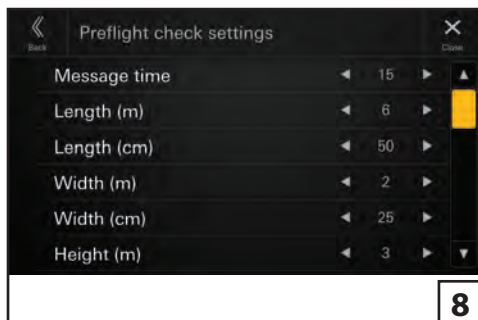 Back
Preflight check settings
Close
Message time 15
Length (m) 6
Length (cm) 50
Width (m) 2
Width (cm) 25
Height (m) 3
8